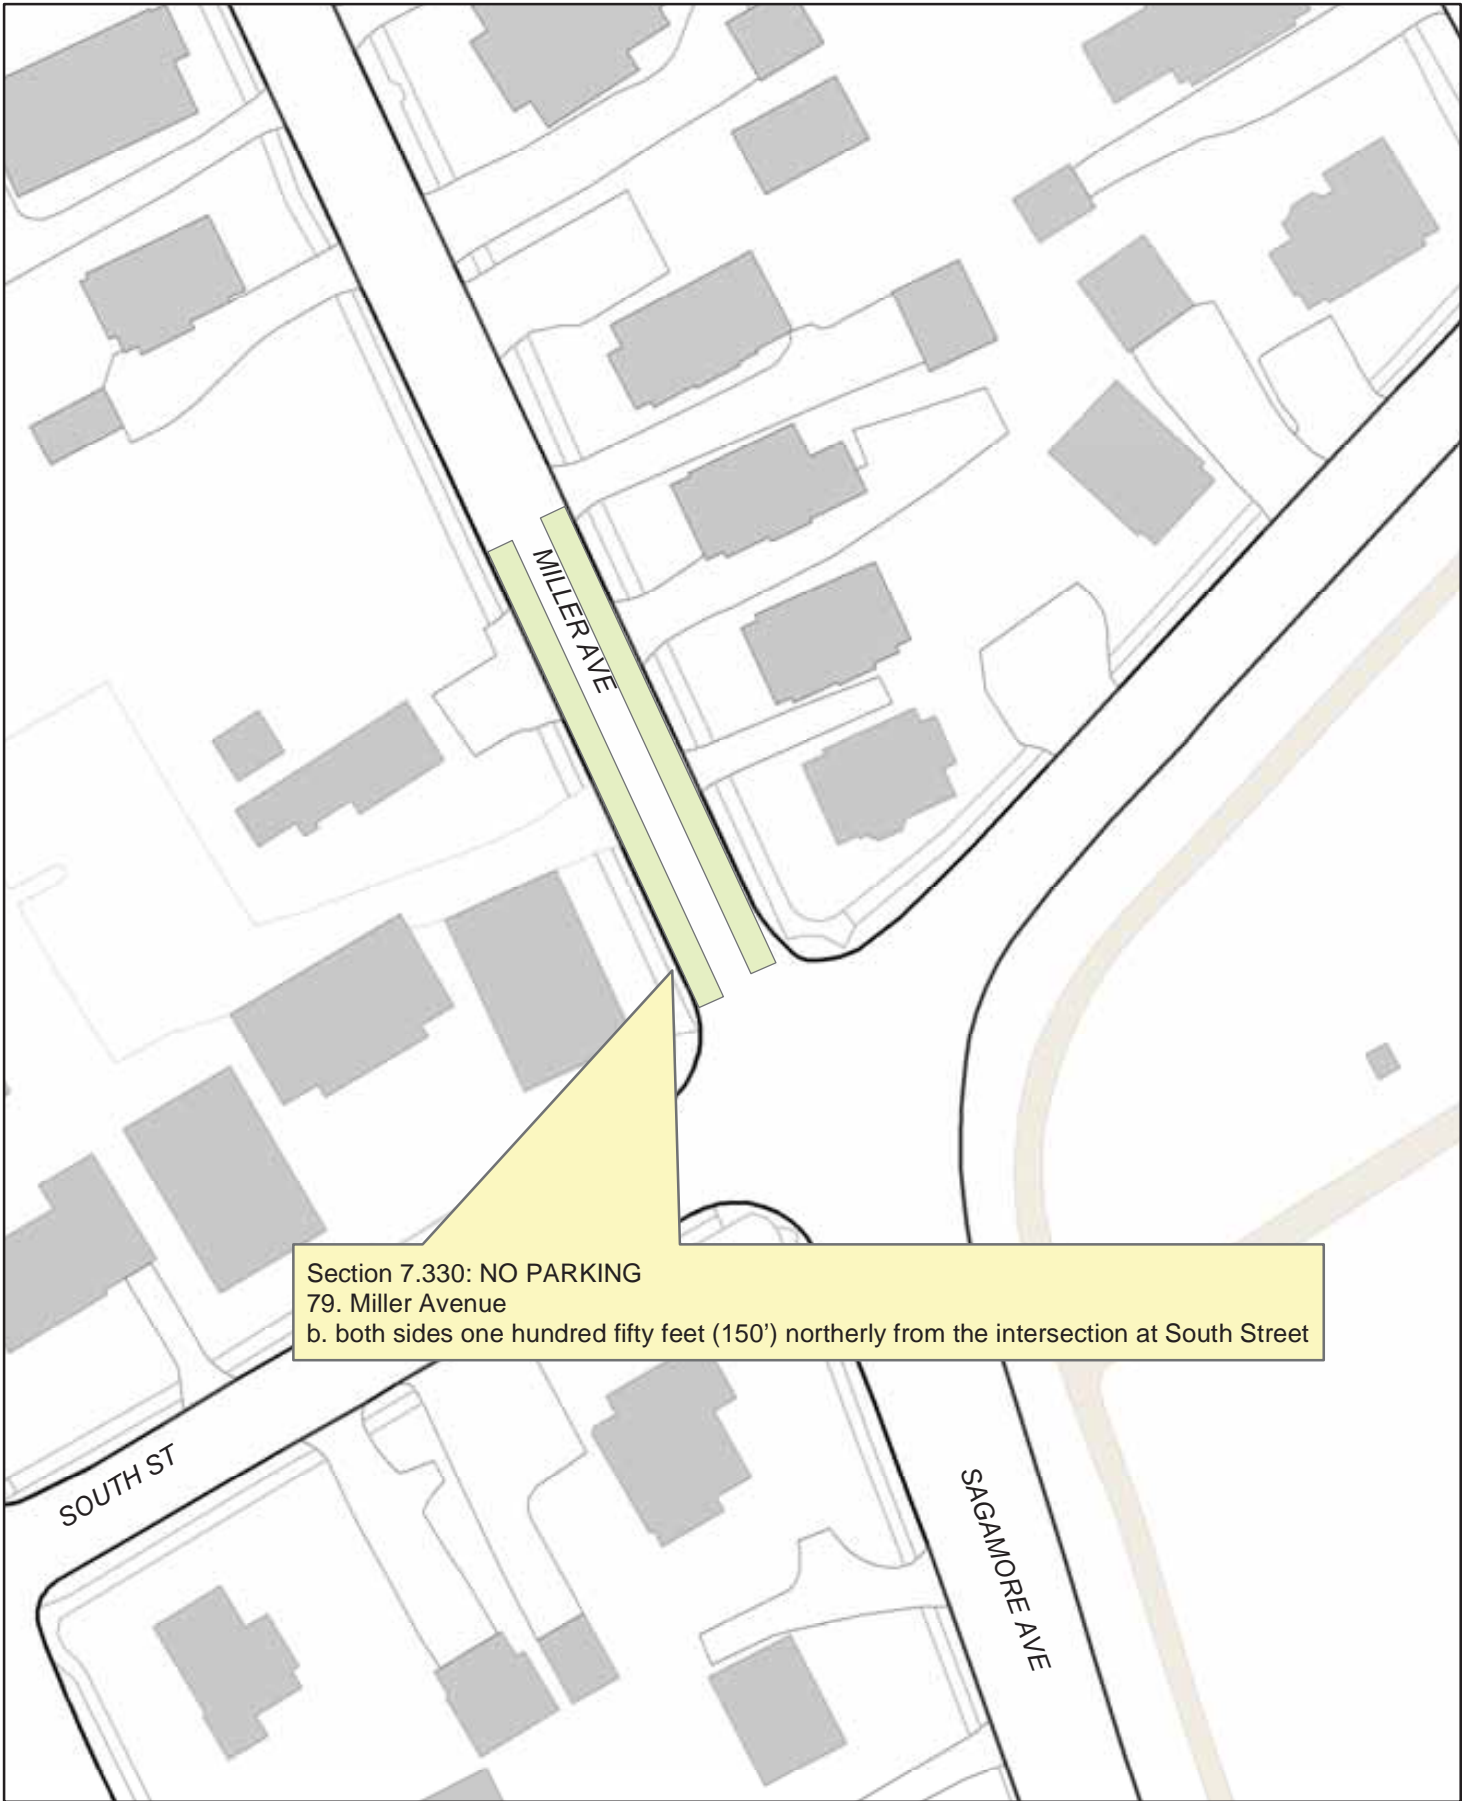 MILLER AVE
Section 7.330: NO PARKING
79. Miller Avenue
b. both sides one hundred fifty feet (150’) northerly from the intersection at South Street
SOUTH ST
SAGAMORE AVE